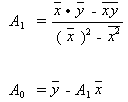 A₁ = (x̅ • y̅ - x̅y̅) / ((x̅)² - x̅²)
A₀ = y̅ - A₁ x̅